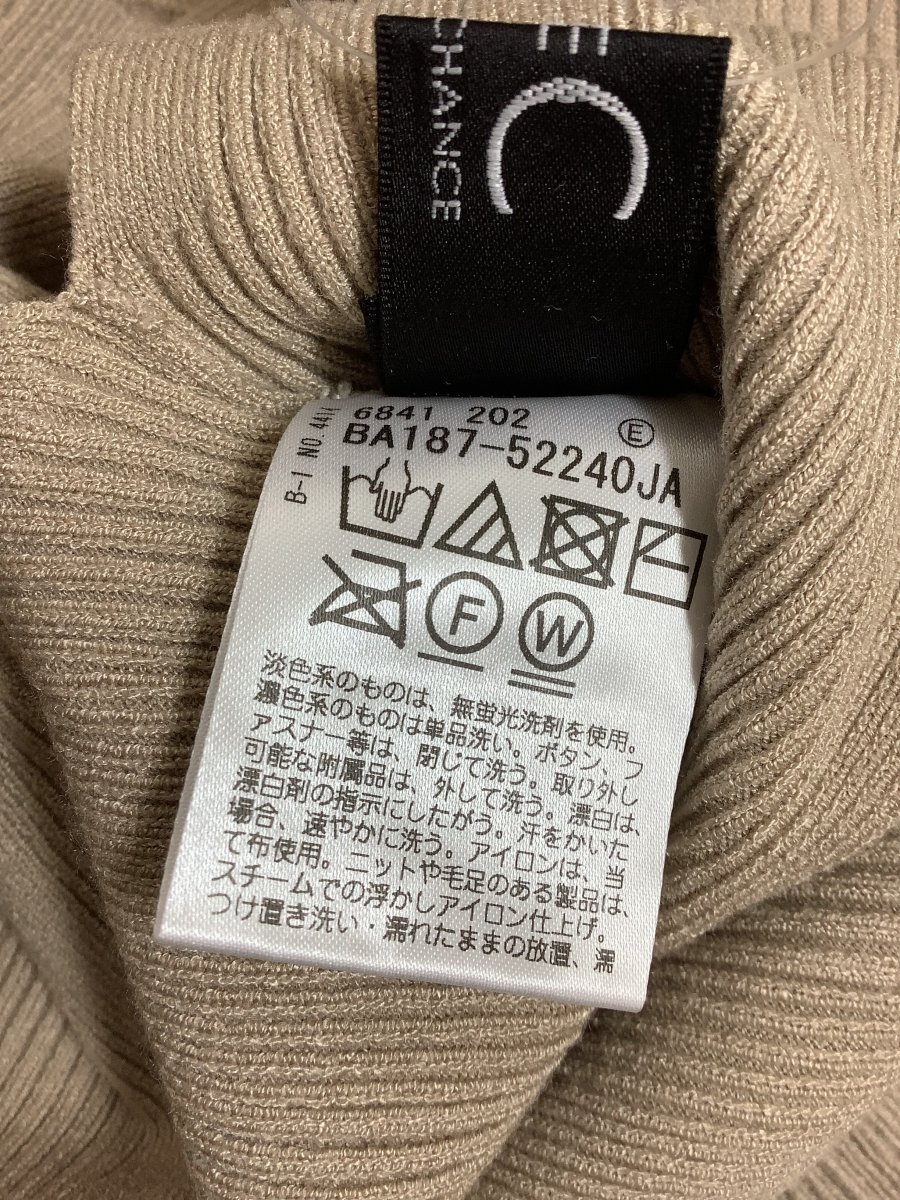 E C
CHANCE
B-1 NO.4414
6841 202
E
BA187-52240JA
F
W
淡色系のものは、無蛍光洗剤を使用。
濃色系のものは単品洗い。ボタン、フ
ァスナー等は、閉じて洗う。取り外し
可能な附属品は、外して洗う。漂白は、
漂白剤の指示にしたがう。汗をかいた
場合、速やかに洗う。アイロンは、当
て布使用。ニットや毛足のある製品は、
スチームでの浮かしアイロン仕上げ。
つけ置き洗い・濡れたままの放置、濡